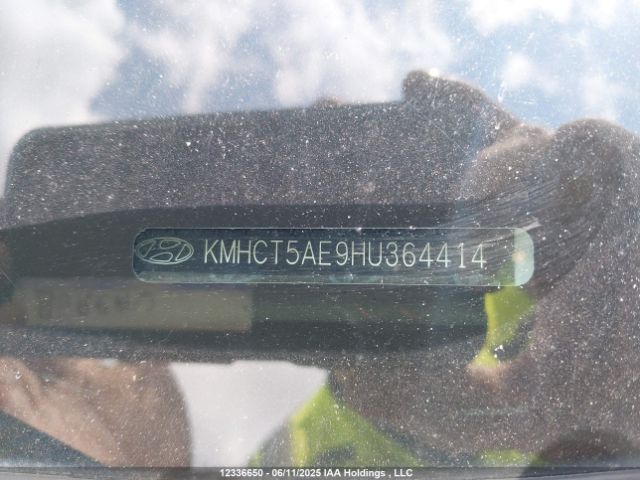 KMHCT5AE9HU364414
12336650 - 06/11/2025 IAA Holdings , LLC